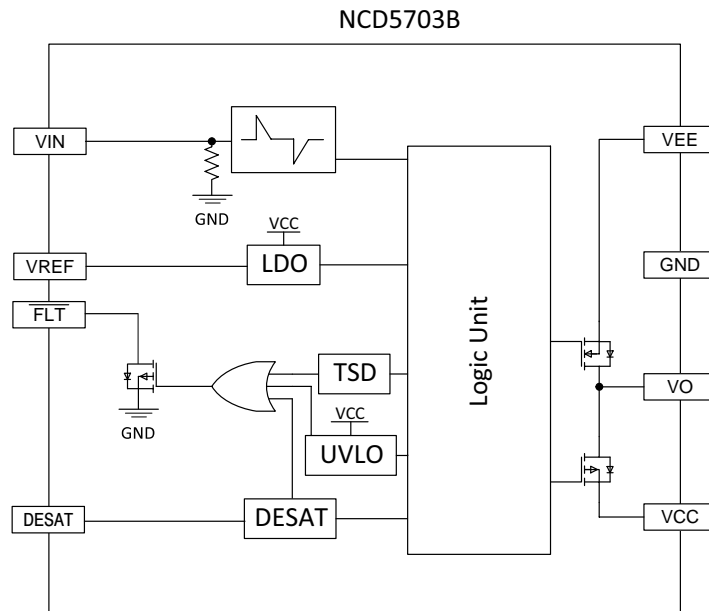 NCD5703B
VIN
VEE
GND
VCC
VREF
LDO
GND
FLT
Logic Unit
TSD
VO
GND
VCC
UVLO
DESAT
DESAT
VCC